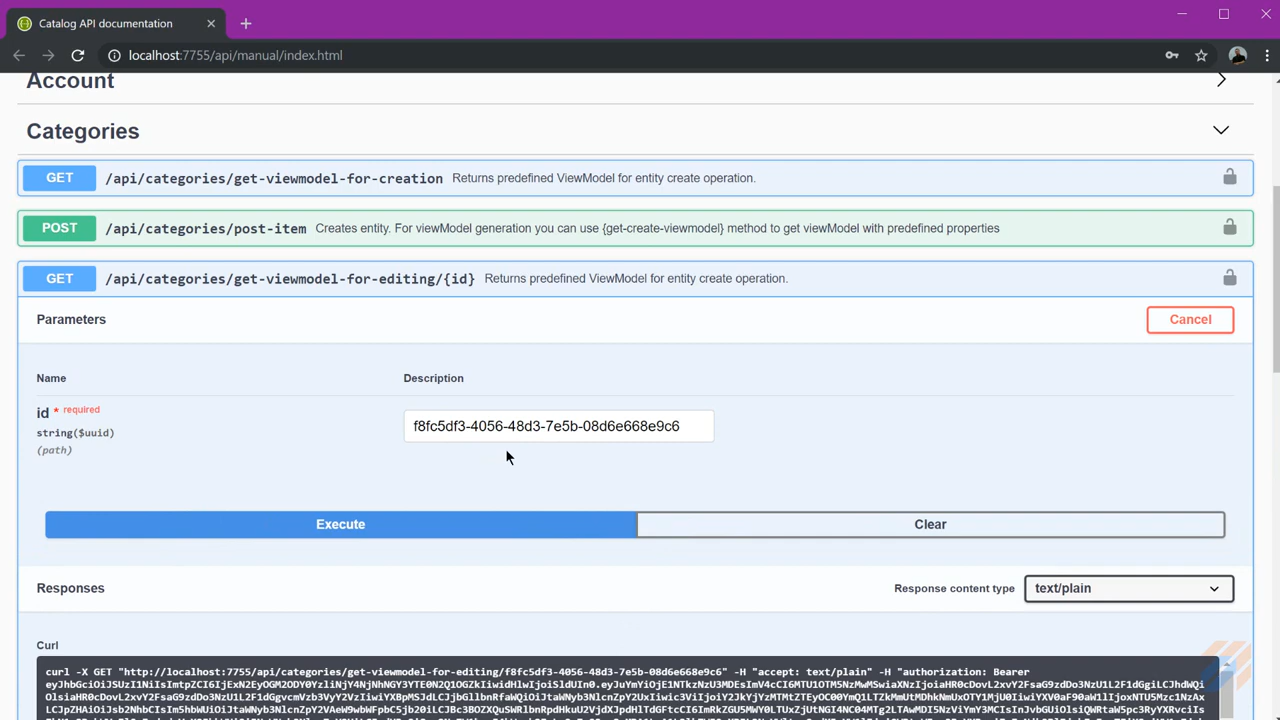 Catalog API documentation
localhost:7755/api/manual/index.html
Account
Categories
GET /api/categories/get-viewmodel-for-creation Returns predefined ViewModel for entity create operation.
POST /api/categories/post-item Creates entity. For viewModel generation you can use {get-create-viewmodel} method to get viewModel with predefined properties
GET /api/categories/get-viewmodel-for-editing/{id} Returns predefined ViewModel for entity create operation.
Parameters Cancel
Name Description
id * required
string($uuid)
(path)
f8fc5df3-4056-48d3-7e5b-08d6e668e9c6
Execute Clear
Responses Response content type text/plain
Curl
curl -X GET "http://localhost:7755/api/categories/get-viewmodel-for-editing/f8fc5df3-4056-48d3-7e5b-08d6e668e9c6" -H "accept: text/plain" -H "authorization: Bearer